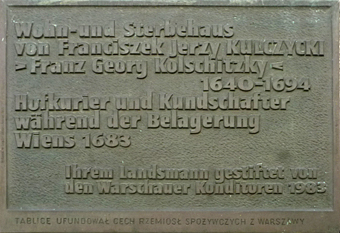 Wohn-und Sterbehaus
von Franciszek Jerzy KULCZYCKI
>Franz Georg Kolschitzky<
1640-1694
Hofkurier und Kundschafter
während der Belagerung
Wiens 1683
Ihrem Landsmann gestiftet von
den Warschauer Konditoren 1983
TABLICE UFUNDOWAŁ CECH RZEMIOSŁ SPOŻYWCZYCH Z WARSZAWY